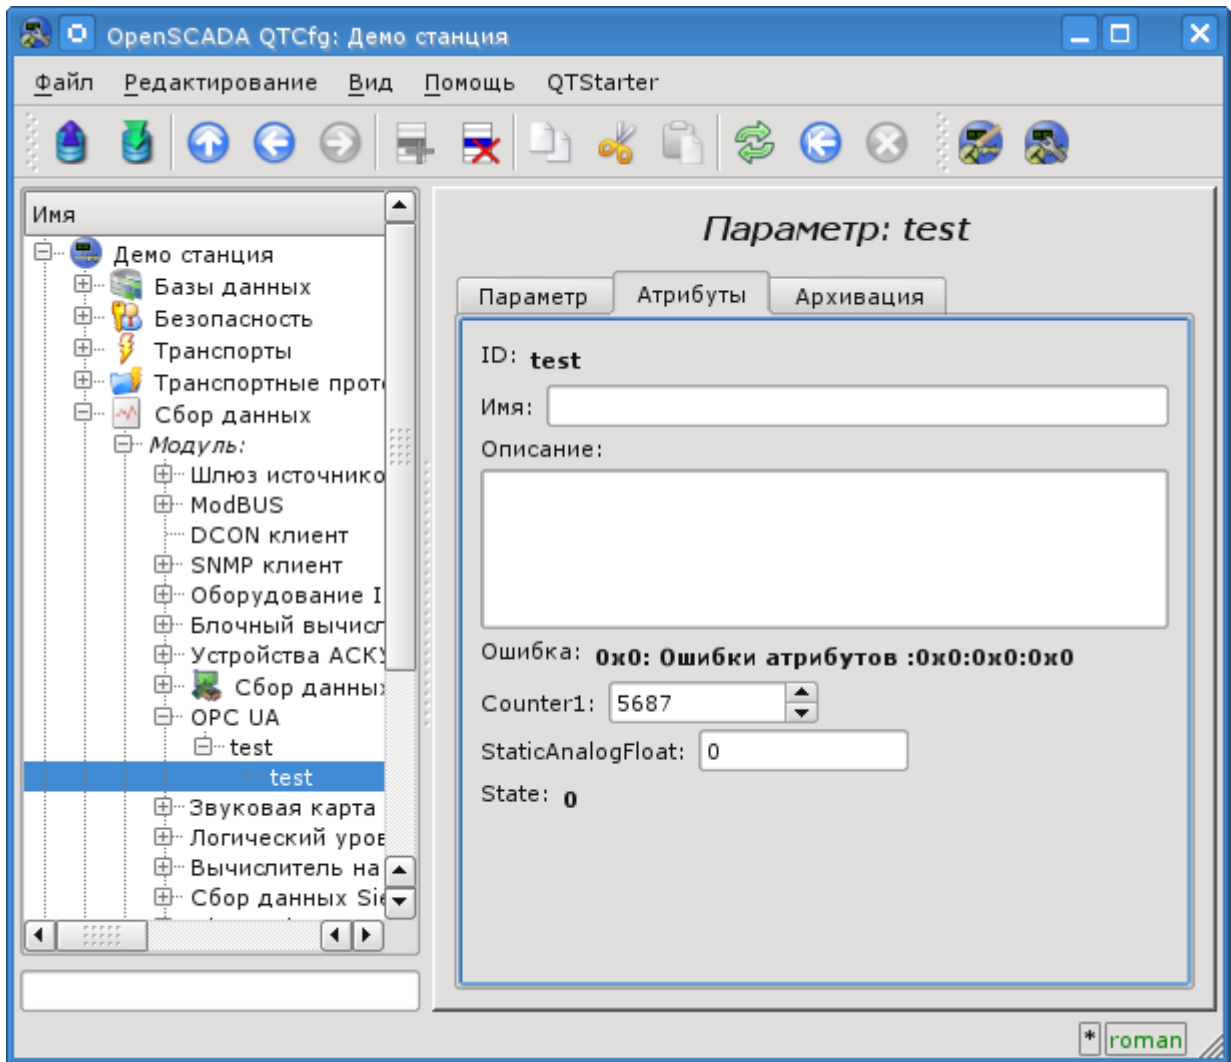 OpenSCADA QTCfg: Демо станция
Файл Редактирование Вид Помощь QTStarter
Имя
Демо станция
Базы данных
Безопасность
Транспорты
Транспортные прот
Сбор данных
Модуль:
Шлюз источнико
ModBUS
DCON клиент
SNMP клиент
Оборудование I
Блочный вычисл
Устройства АСКУ
Сбор данных
OPC UA
test
test
Звуковая карта
Логический уров
Вычислитель на
Сбор данных Sie
Параметр: test
Параметр Атрибуты Архивация
ID: test
Имя:
Описание:
Ошибка: 0x0: Ошибки атрибутов :0x0:0x0:0x0
Counter1: 5687
StaticAnalogFloat: 0
State: 0
* roman